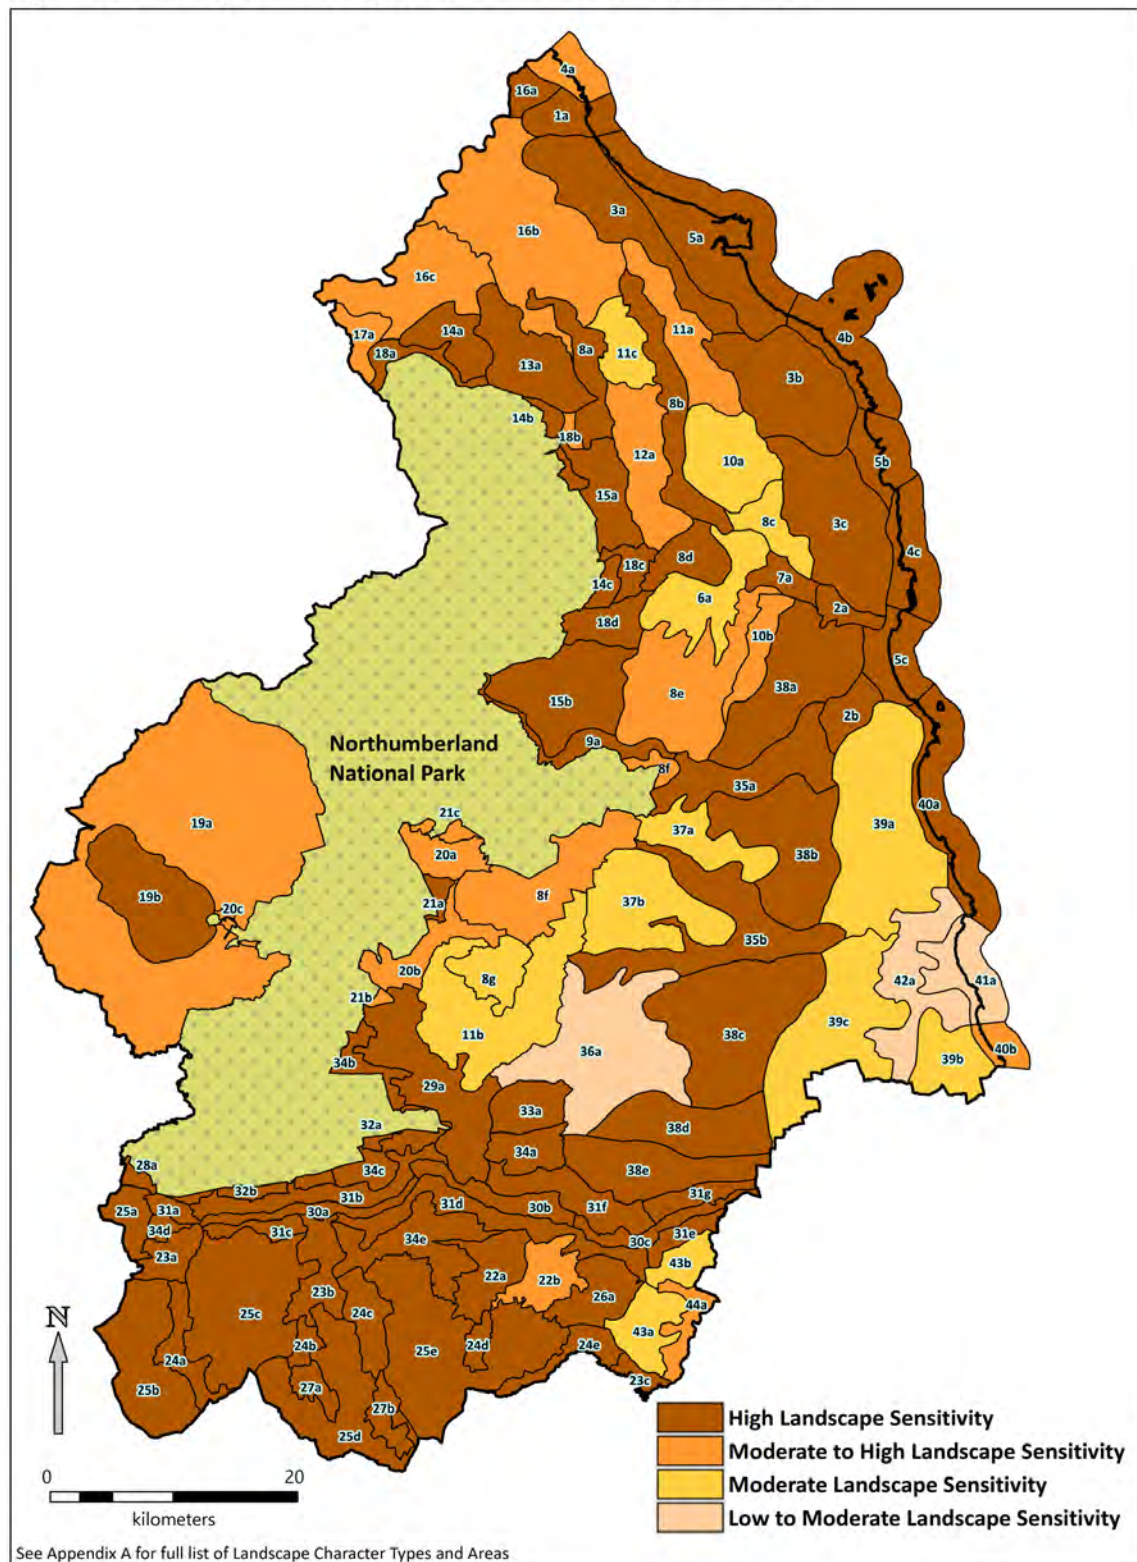 4a
16a
1a
3a
5a
16b
16c
4b
17a
14a
11a
18a
8a
11c
13a
3b
8b
14b
18b
12a
5b
10a
15a
3c
8c
4c
8d
18c
14c
7a
6a
2a
18d
10b
5c
38a
8e
15b
2b
9a
Northumberland
National Park
8f
35a
40a
21c
19a
39a
37a
20a
38b
19b
21a
20c
8f
37b
35b
20b
8g
42a
41a
21b
39c
11b
38c
40b
36a
39b
34b
29a
33a
32a
38d
34a
28a
34c
38e
32b
31b
31g
25a
31a
30a
31d
30b
31f
34d
31c
34e
30c
31e
23a
43b
22a
22b
23b
26a
44a
25c
24c
43a
24b
25e
24d
24e
24a
27a
25b
23c
27b
25d
N
High Landscape Sensitivity
Moderate to High Landscape Sensitivity
Moderate Landscape Sensitivity
Low to Moderate Landscape Sensitivity
0 20
kilometers
See Appendix A for full list of Landscape Character Types and Areas